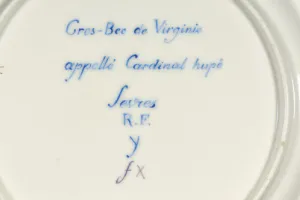 Gros-Bec de Virginie
appellé Cardinal hupé
Sevres
R.F.
y
fx